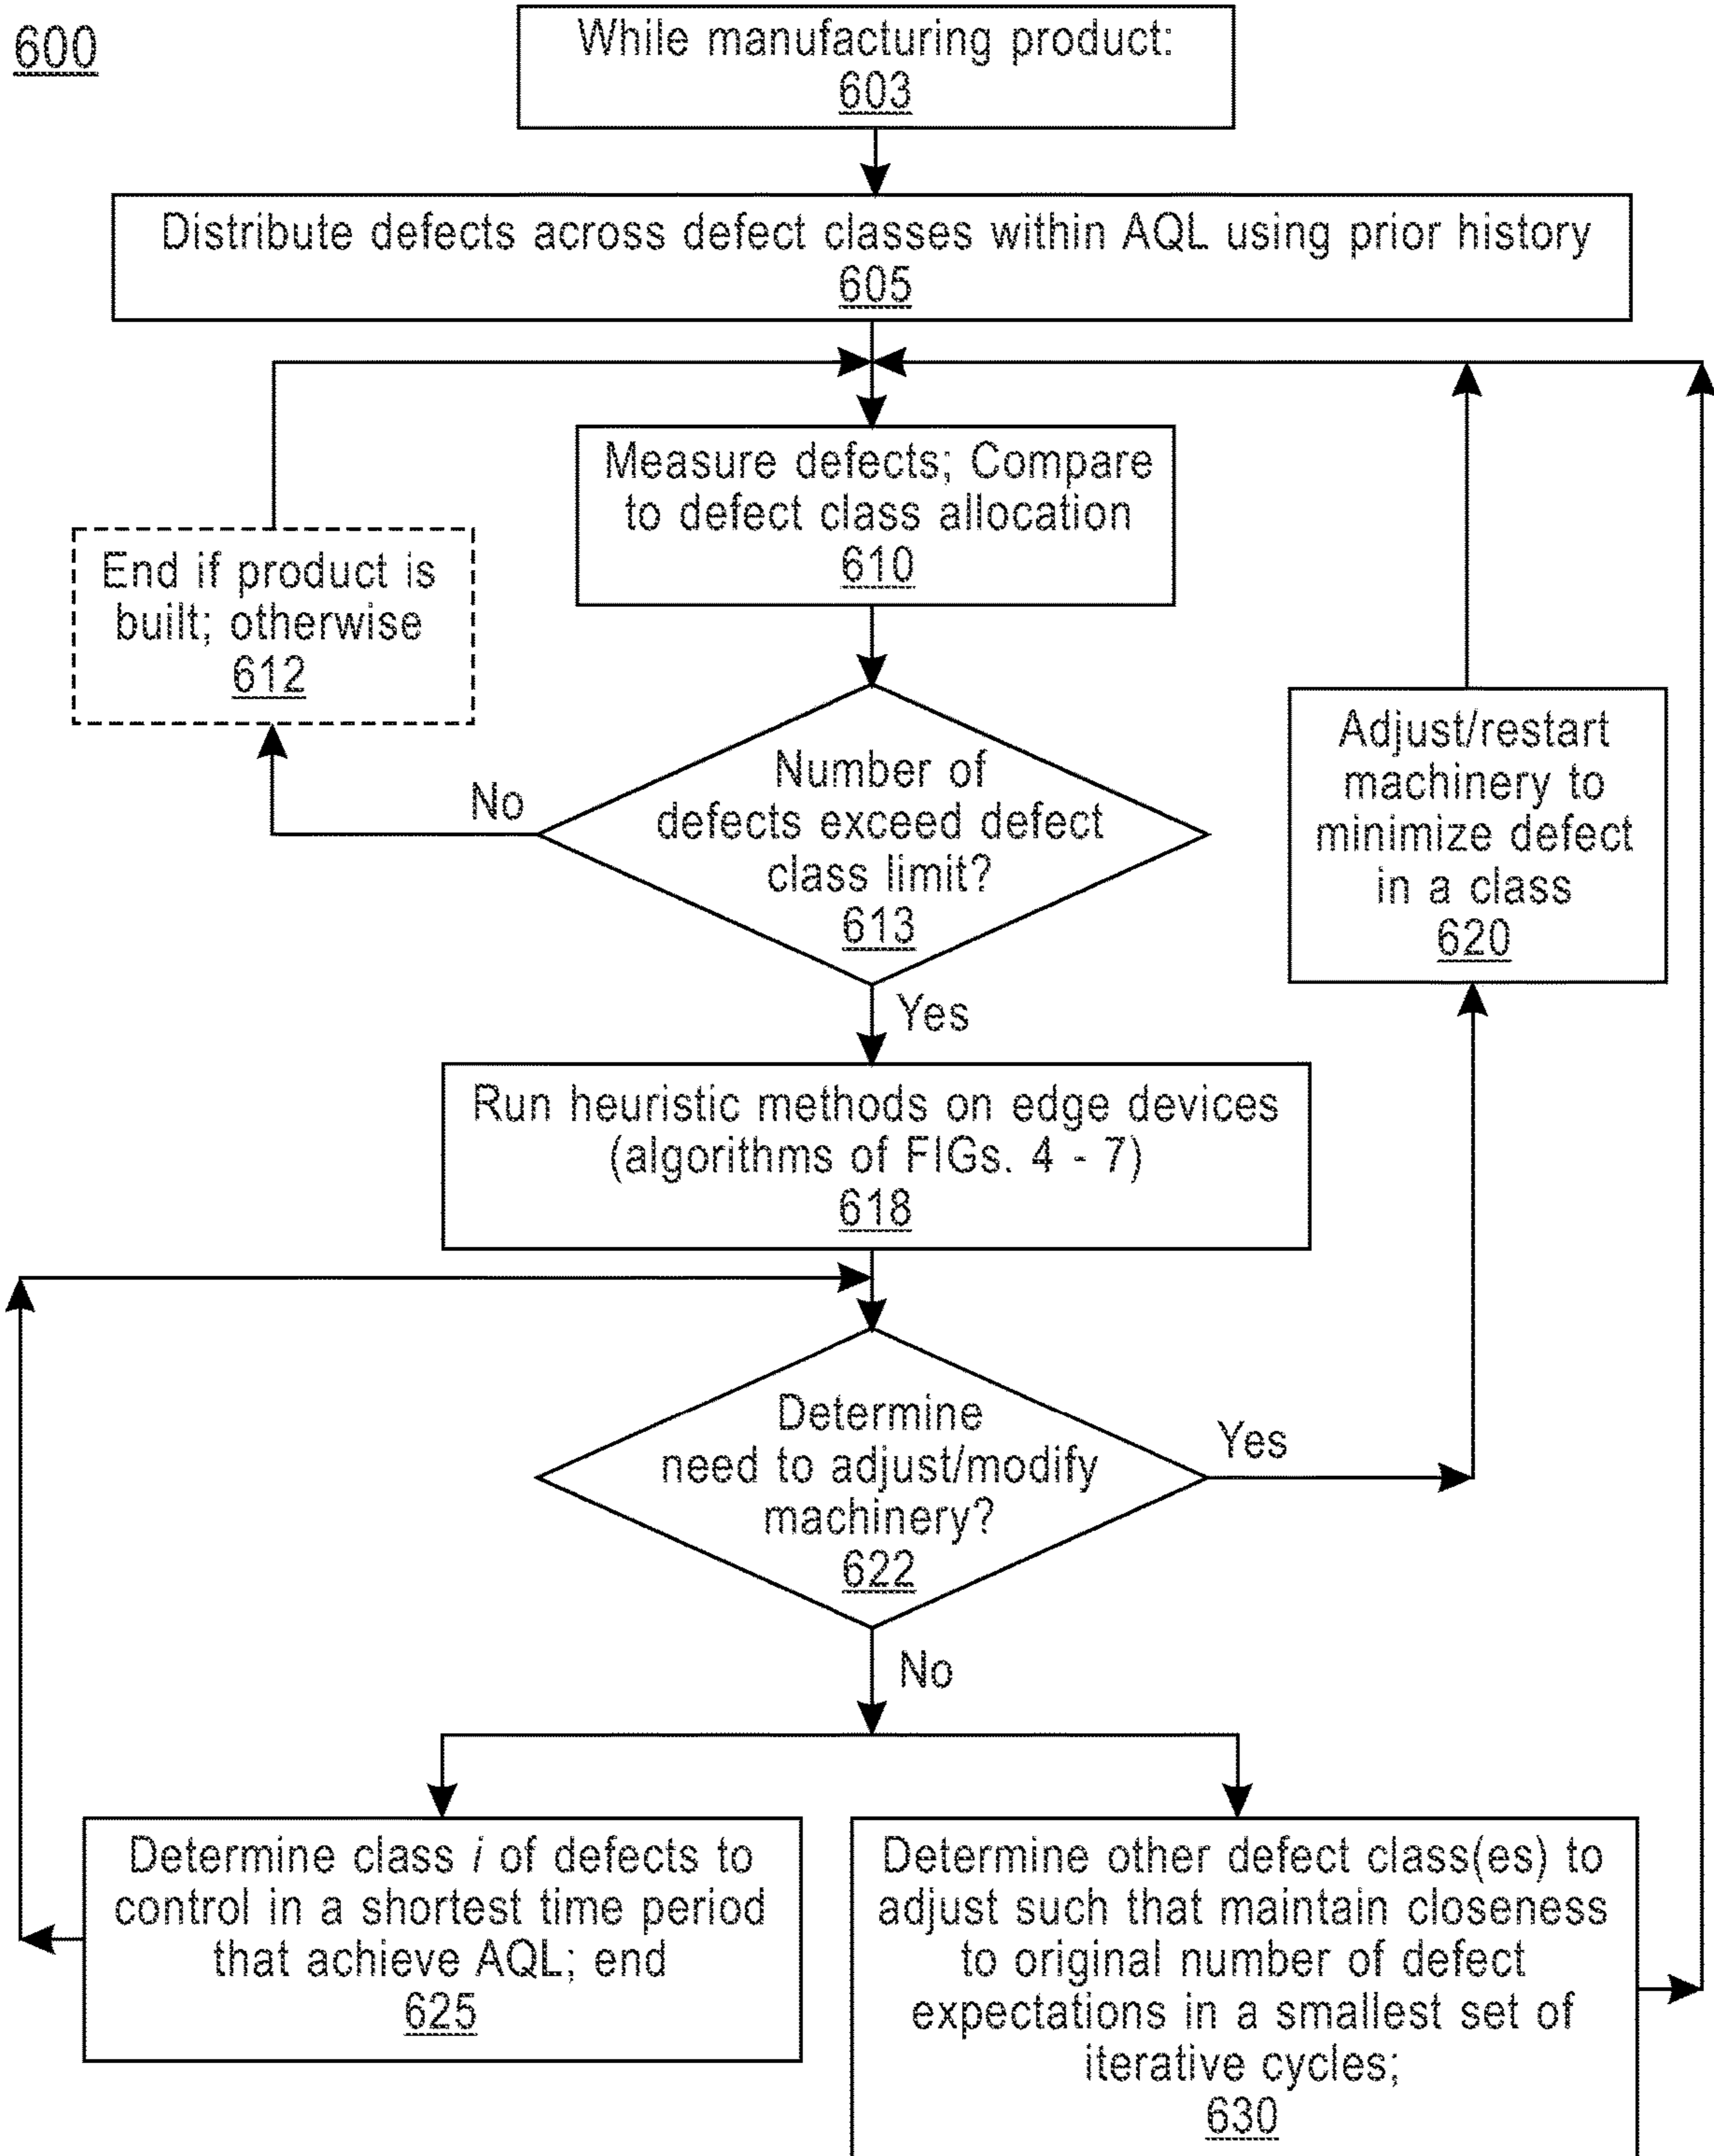 600
While manufacturing product:
603
Distribute defects across defect classes within AQL using prior history
605
Measure defects; Compare
to defect class allocation
610
End if product is
built; otherwise
612
Number of
defects exceed defect
class limit?
613
No
Yes
Adjust/restart
machinery to
minimize defect
in a class
620
Run heuristic methods on edge devices
(algorithms of FIGs. 4 - 7)
618
Determine
need to adjust/modify
machinery?
622
Yes
No
Determine class i of defects to
control in a shortest time period
that achieve AQL; end
625
Determine other defect class(es) to
adjust such that maintain closeness
to original number of defect
expectations in a smallest set of
iterative cycles;
630